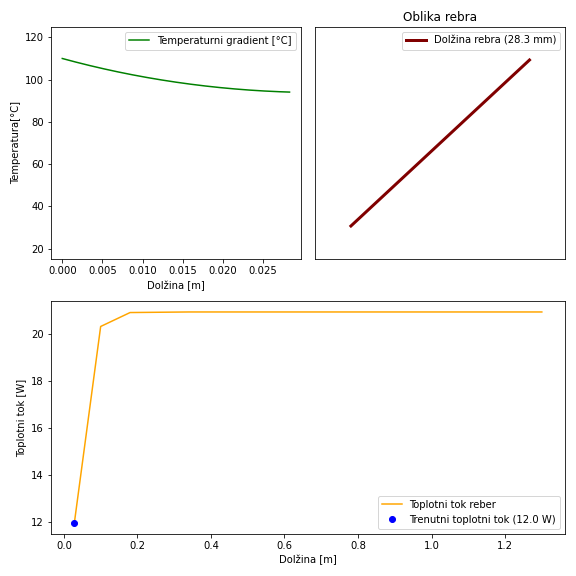 Oblika rebra
120
100
80
60
40
20
Temperatura[°C]
Temperaturni gradient [°C]
Dolžina rebra (28.3 mm)
0.000 0.005 0.010 0.015 0.020 0.025
Dolžina [m]
20
18
16
14
12
Toplotni tok [W]
Toplotni tok reber
Trenutni toplotni tok (12.0 W)
0.0 0.2 0.4 0.6 0.8 1.0 1.2
Dolžina [m]